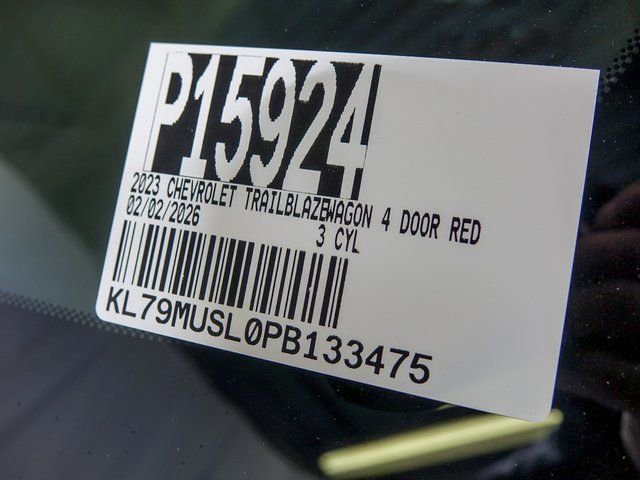 P15924
2023 CHEVROLET TRAILBLAZEWAGON 4 DOOR RED
02/02/2026 3 CYL
KL79MUSL0PB133475